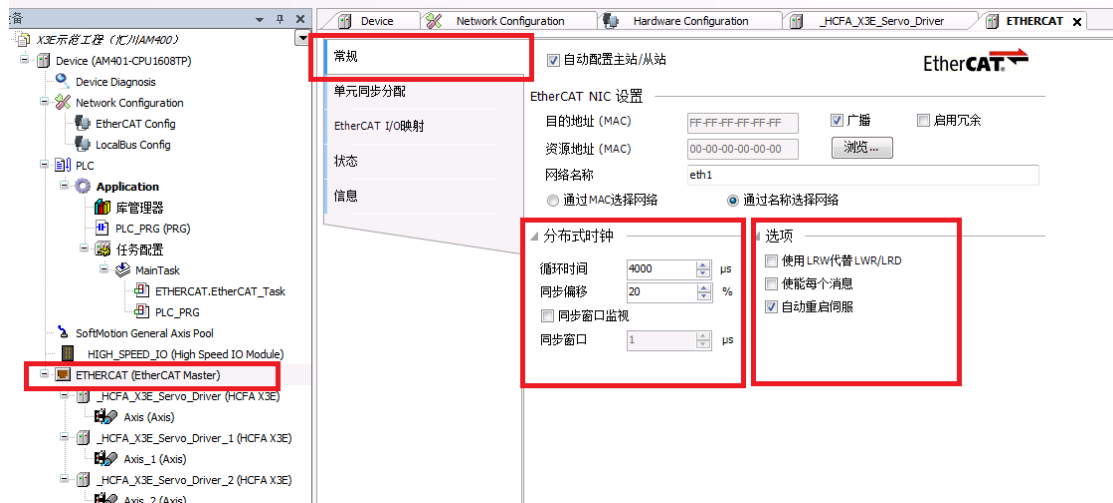 备
X3E示范工程（汇川AM400）
Device (AM401-CPU1608TP)
Device Diagnosis
Network Configuration
EtherCAT Config
LocalBus Config
PLC
Application
库管理器
PLC_PRG (PRG)
任务配置
MainTask
ETHERCAT.EtherCAT_Task
PLC_PRG
SoftMotion General Axis Pool
HIGH_SPEED_IO (High Speed IO Module)
ETHERCAT (EtherCAT Master)
_HCFA_X3E_Servo_Driver (HCFA X3E)
Axis (Axis)
_HCFA_X3E_Servo_Driver_1 (HCFA X3E)
Axis_1 (Axis)
_HCFA_X3E_Servo_Driver_2 (HCFA X3E)
Axis_2 (Axis)
Device Network Configuration Hardware Configuration _HCFA_X3E_Servo_Driver ETHERCAT
常规
单元同步分配
EtherCAT I/O映射
状态
信息
自动配置主站/从站
EtherCAT
EtherCAT NIC 设置
目的地址 (MAC) FF-FF-FF-FF-FF-FF 广播 启用冗余
资源地址 (MAC) 00-00-00-00-00-00 浏览...
网络名称 eth1
通过MAC选择网络 通过名称选择网络
分布式时钟
循环时间 4000 µs
同步偏移 20 %
同步窗口监视
同步窗口 1 µs
选项
使用LRW代替LWR/LRD
使能每个消息
自动重启伺服